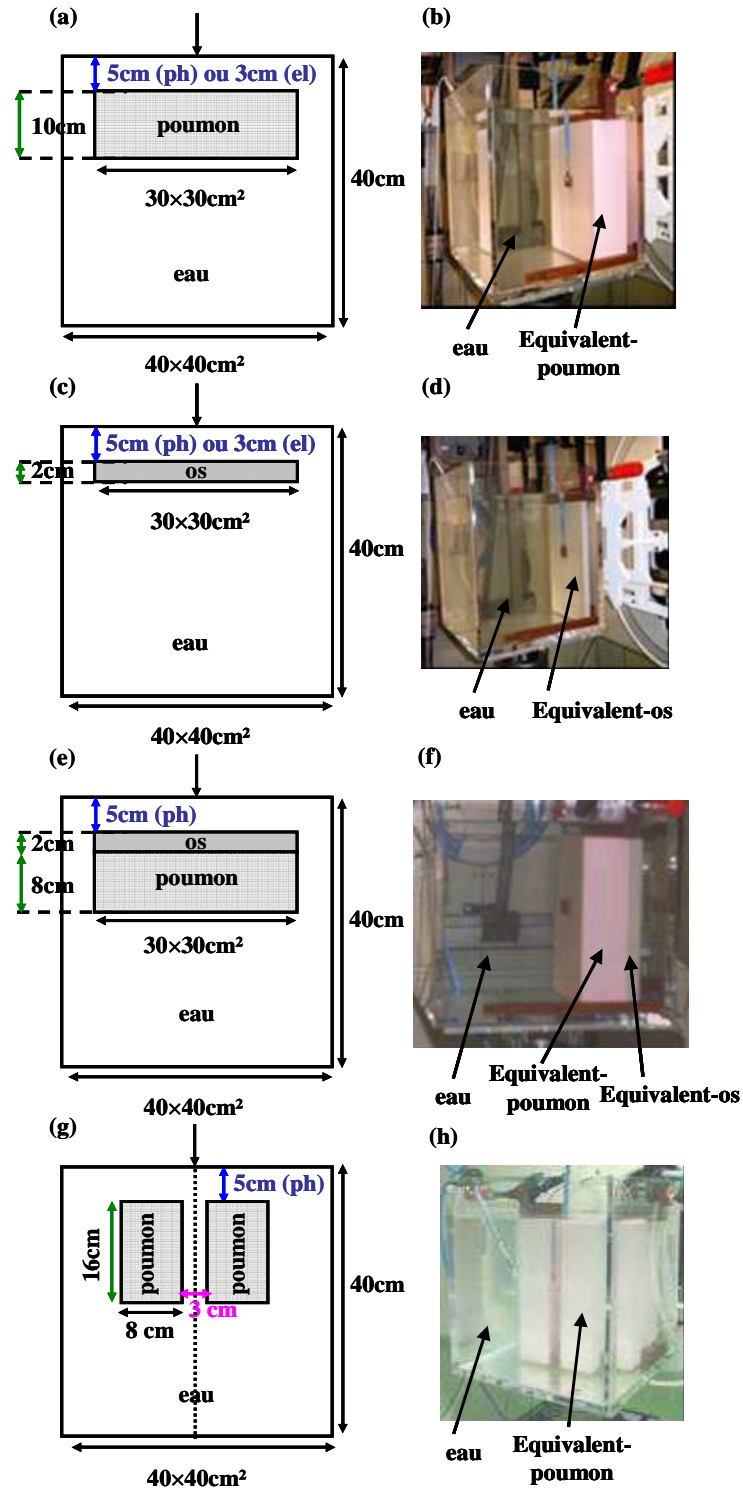 (a)
(b)
5cm (ph) ou 3cm (el)
10cm
poumon
30×30cm²
40cm
eau
40×40cm²
eau
Equivalent-
poumon
(c)
(d)
5cm (ph) ou 3cm (el)
2cm
os
30×30cm²
40cm
eau
40×40cm²
eau
Equivalent-os
(e)
(f)
5cm (ph)
2cm
os
8cm
poumon
30×30cm²
40cm
eau
40×40cm²
eau
Equivalent-
poumon
Equivalent-os
(g)
(h)
5cm (ph)
16cm
poumon
poumon
3 cm
8 cm
40cm
eau
40×40cm²
eau
Equivalent-
poumon